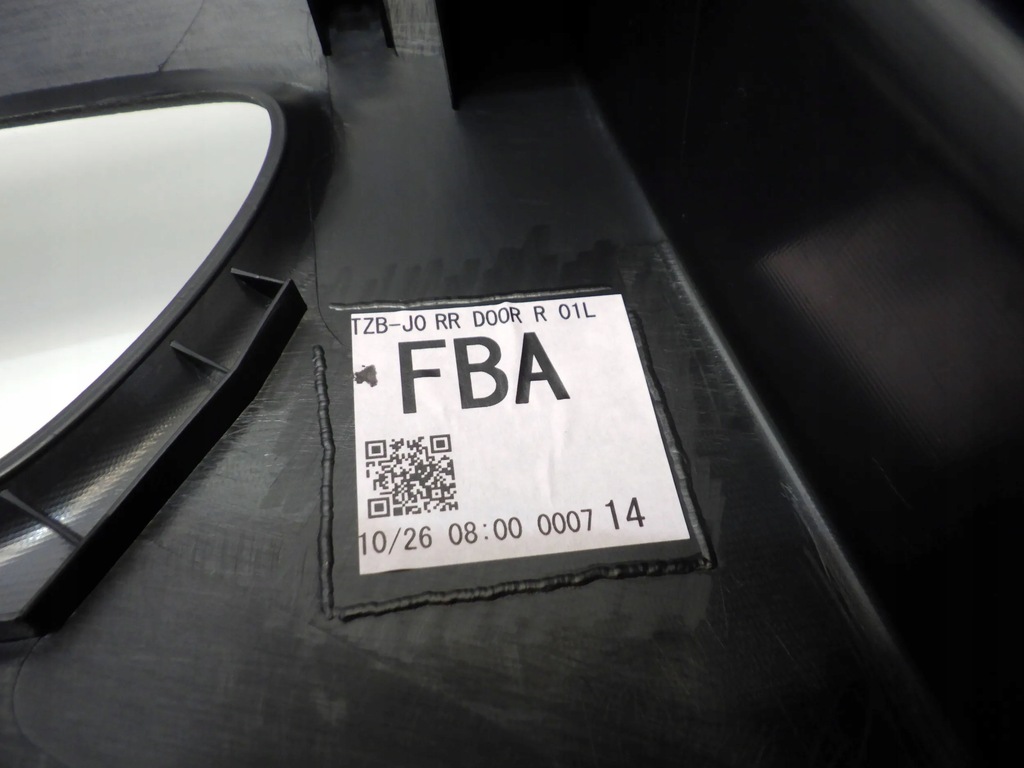 TZB-J0 RR DOOR R 01L
FBA
10/26 08:00 0007 14